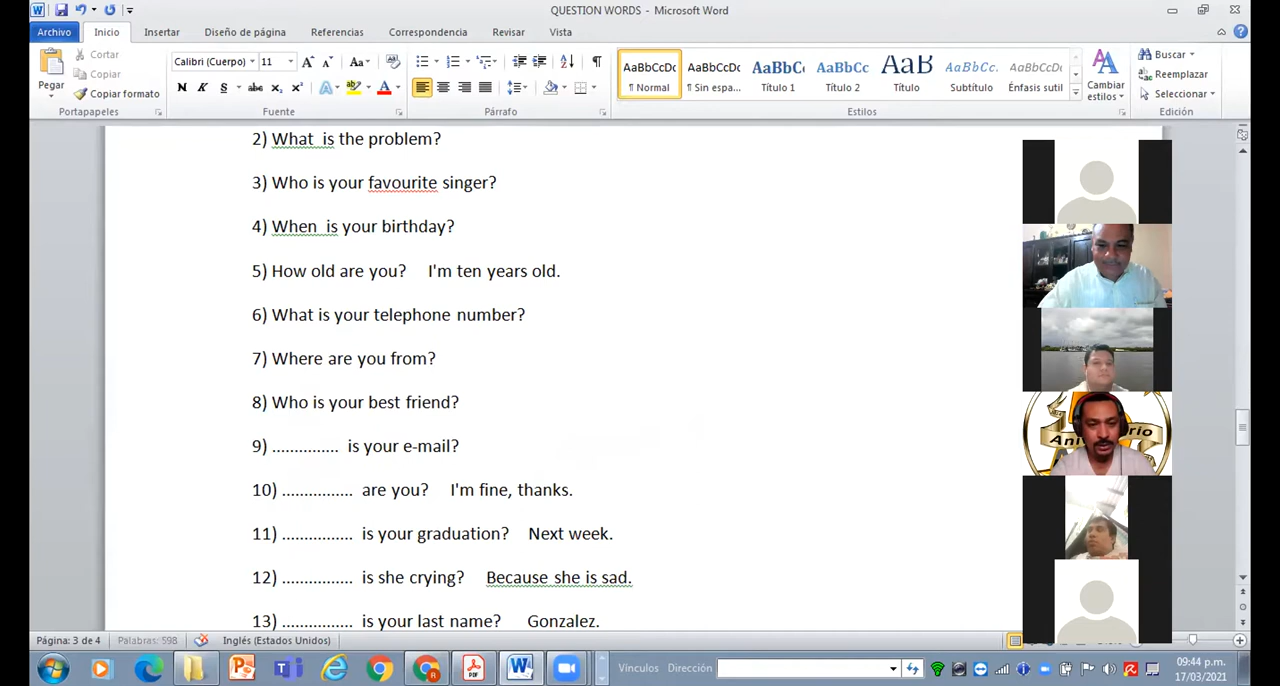 QUESTION WORDS - Microsoft Word
Archivo Inicio Insertar Diseño de página Referencias Correspondencia Revisar Vista
Pegar
Cortar
Copiar
Copiar formato
Portapapeles
Calibri (Cuerpo) 11
Fuente
Párrafo
AaBbCcDc AaBbCcDc AaBbC AaBbCc AaB AaBbCc. AaBbCcDc
¶ Normal ¶ Sin espa... Título 1 Título 2 Título Subtítulo Énfasis sutil
Estilos
Cambiar estilos
Buscar
Reemplazar
Seleccionar
Edición
2) What is the problem?
3) Who is your favourite singer?
4) When is your birthday?
5) How old are you? I'm ten years old.
6) What is your telephone number?
7) Where are you from?
8) Who is your best friend?
9) ............... is your e-mail?
10) ................ are you? I'm fine, thanks.
11) ................ is your graduation? Next week.
12) ................ is she crying? Because she is sad.
13) ................ is your last name? Gonzalez.
Página: 3 de 4 Palabras: 598 Inglés (Estados Unidos)
Vínculos Dirección
09:44 p.m.
17/03/2021